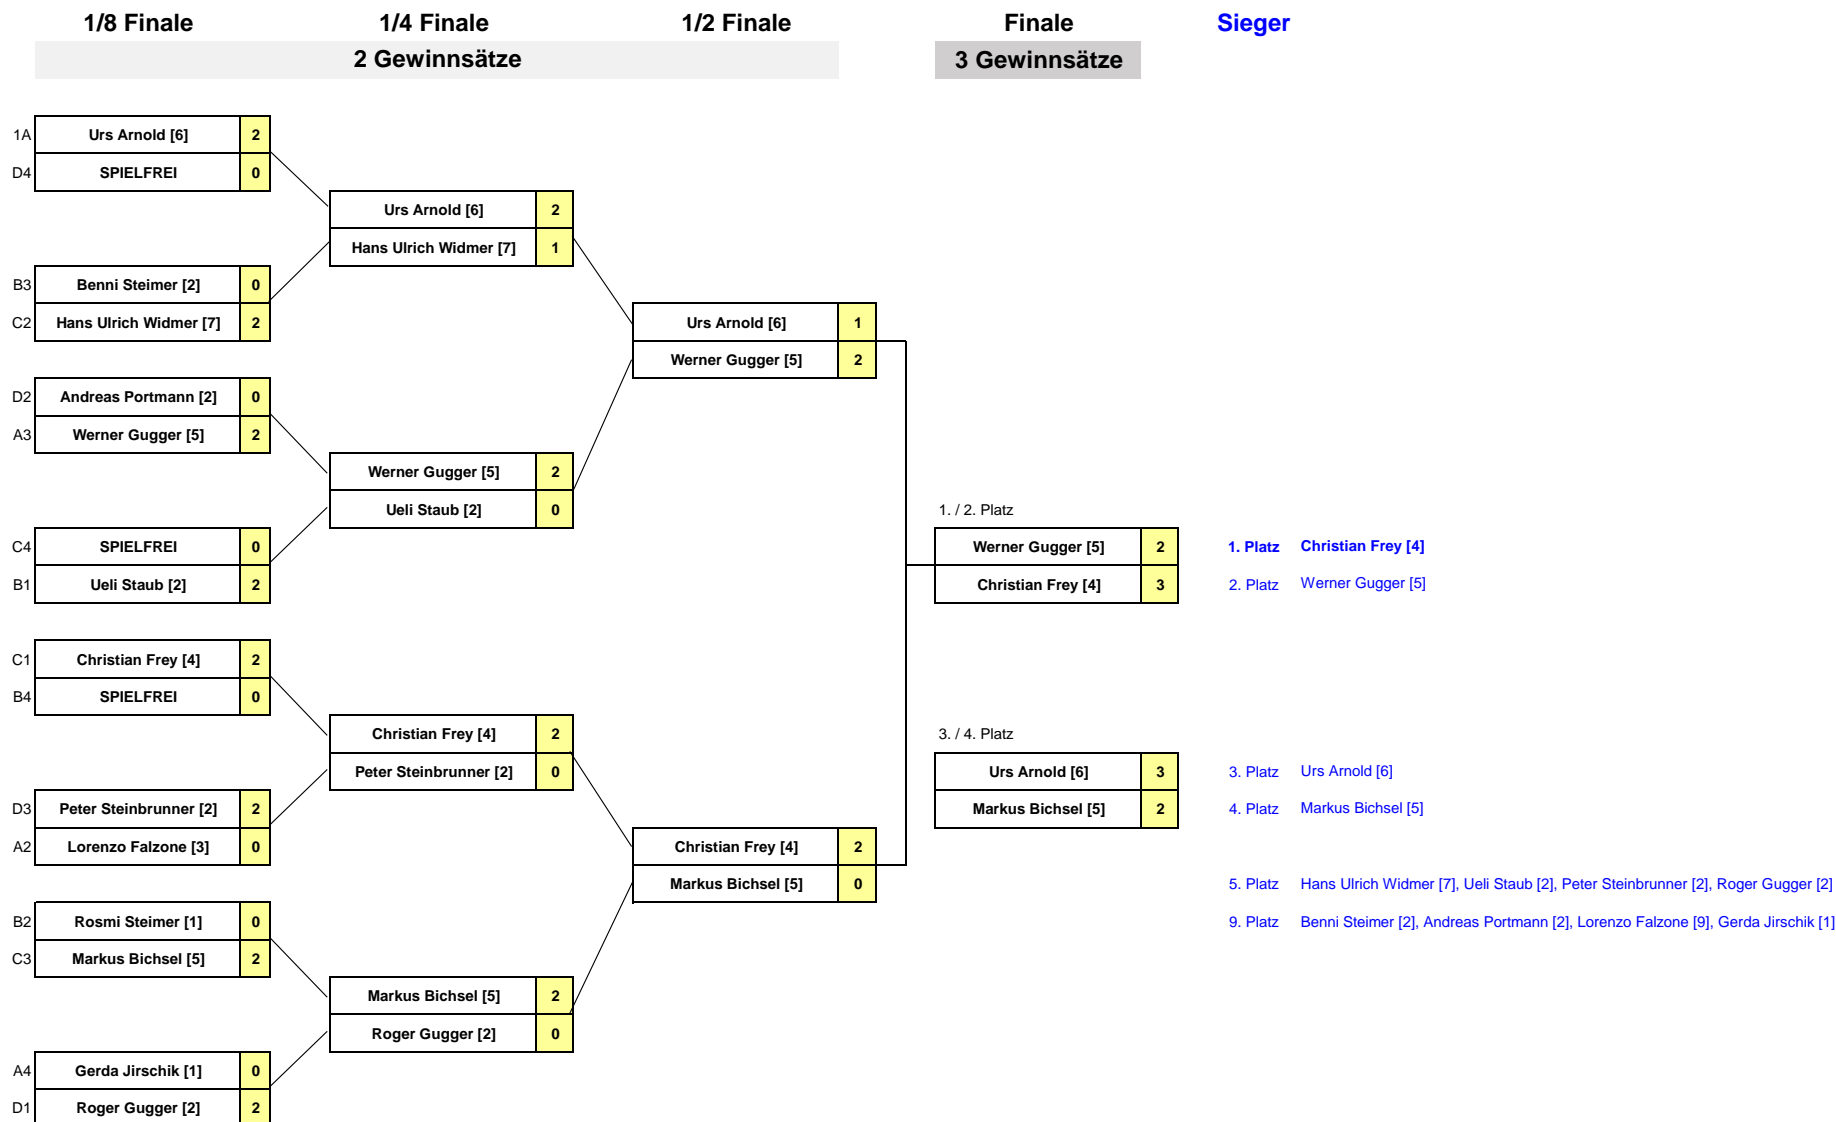 1/8 Finale 1/4 Finale 1/2 Finale Finale Sieger
2 Gewinnsätze 3 Gewinnsätze
1A Urs Arnold [6] 2
D4 SPIELFREI 0
Urs Arnold [6] 2
Hans Ulrich Widmer [7] 1
B3 Benni Steimer [2] 0
C2 Hans Ulrich Widmer [7] 2
Urs Arnold [6] 1
Werner Gugger [5] 2
D2 Andreas Portmann [2] 0
A3 Werner Gugger [5] 2
Werner Gugger [5] 2
Ueli Staub [2] 0
1. / 2. Platz
C4 SPIELFREI 0 Werner Gugger [5] 2 1. Platz Christian Frey [4]
B1 Ueli Staub [2] 2 Christian Frey [4] 3 2. Platz Werner Gugger [5]
C1 Christian Frey [4] 2
B4 SPIELFREI 0
Christian Frey [4] 2 3. / 4. Platz
Peter Steinbrunner [2] 0 Urs Arnold [6] 3 3. Platz Urs Arnold [6]
D3 Peter Steinbrunner [2] 2 Markus Bichsel [5] 2 4. Platz Markus Bichsel [5]
A2 Lorenzo Falzone [3] 0 Christian Frey [4] 2
Markus Bichsel [5] 0 5. Platz Hans Ulrich Widmer [7], Ueli Staub [2], Peter Steinbrunner [2], Roger Gugger [2]
B2 Rosmi Steimer [1] 0 9. Platz Benni Steimer [2], Andreas Portmann [2], Lorenzo Falzone [9], Gerda Jirschik [1]
C3 Markus Bichsel [5] 2
Markus Bichsel [5] 2
Roger Gugger [2] 0
A4 Gerda Jirschik [1] 0
D1 Roger Gugger [2] 2